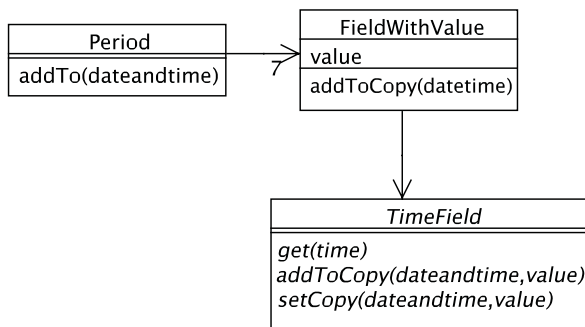 Period
addTo(dateandtime)
7
FieldWithValue
value
addToCopy(datetime)
TimeField
get(time)
addToCopy(dateandtime,value)
setCopy(dateandtime,value)